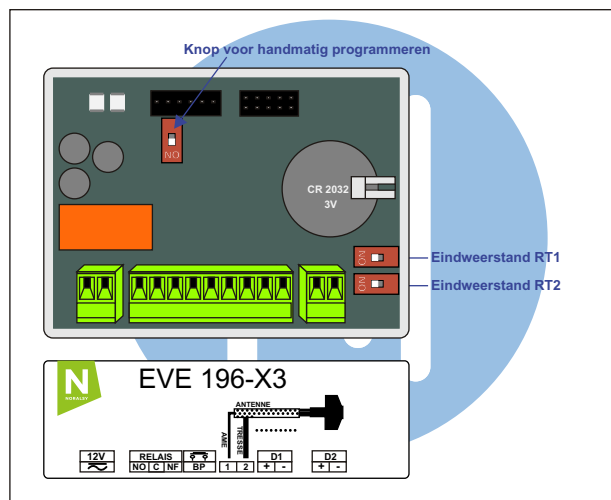 Knop voor handmatig programmeren
NO
CR 2032
3V
NO
Eindweerstand RT1
NO
Eindweerstand RT2
N
NORALSY
EVE 196-X3
ANTENNE
AME
TRESSE
12V RELAIS D1 D2
NO C NF BP 1 2 + - + -